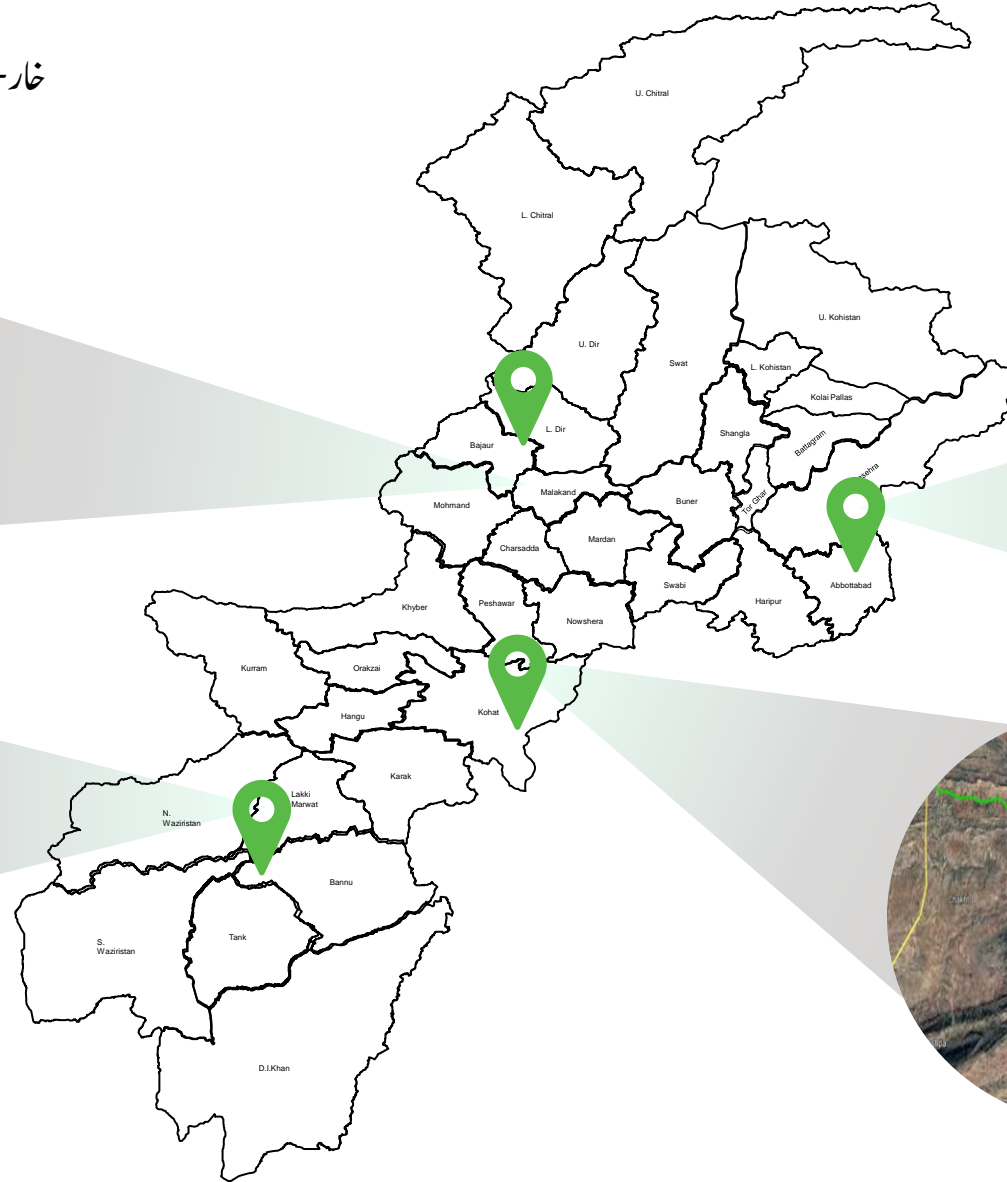 خار-
U. Chitral
L. Chitral
U. Kohistan
U. Dir
Swat
L. Kohistan
Kolai Pallas
L. Dir
Shangla
Battagram
Bajaur
sehra
Malakand
Buner
Tor Ghar
Mohmand
Mardan
Charsadda
Swabi
Abbottabad
Haripur
Peshawar
Khyber
Nowshera
Kurram
Orakzai
Kohat
Hangu
Karak
Lakki
Marwat
N.
Waziristan
Bannu
Tank
S.
Waziristan
D.I.Khan